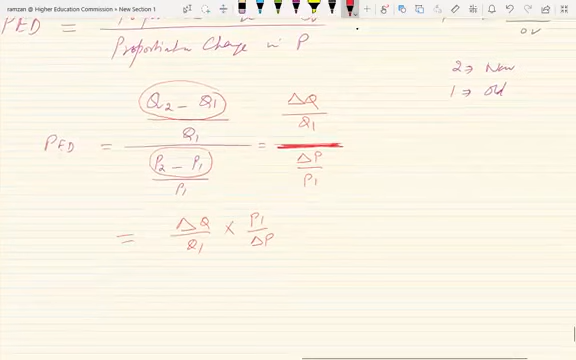 ramzan @ Higher Education Commission » New Section 1
PED =
Proportionate Change in P
OV
2 => New
1 => Old
PED = (Q2 - Q1)/Q1 / (P2 - P1)/P1 = ΔQ/Q1 / ΔP/P1
= ΔQ/Q1 × P1/ΔP